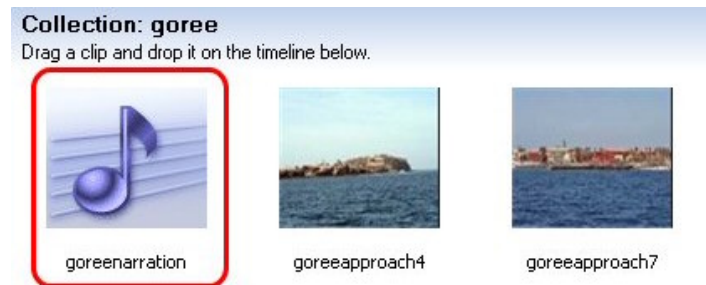 Collection: goree
Drag a clip and drop it on the timeline below.
goreenarration
goreeapproach4
goreeapproach7